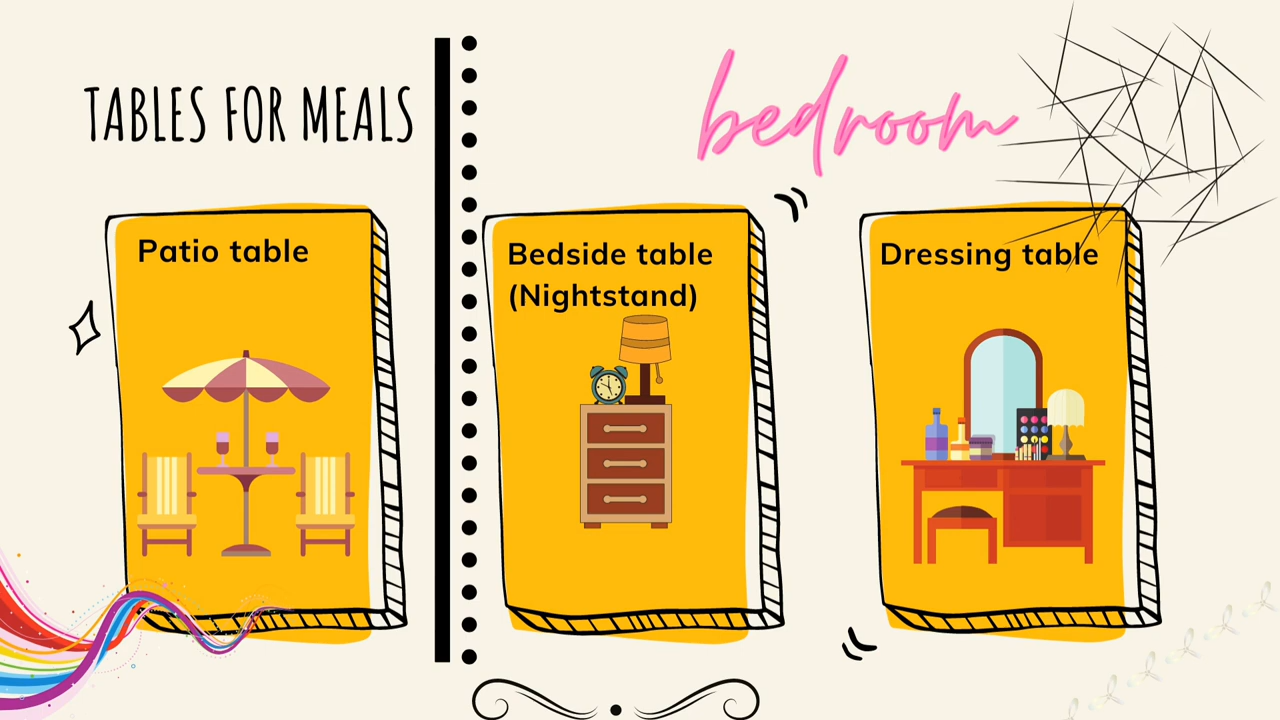 TABLES FOR MEALS
bedroom
Patio table
Bedside table
(Nightstand)
Dressing table